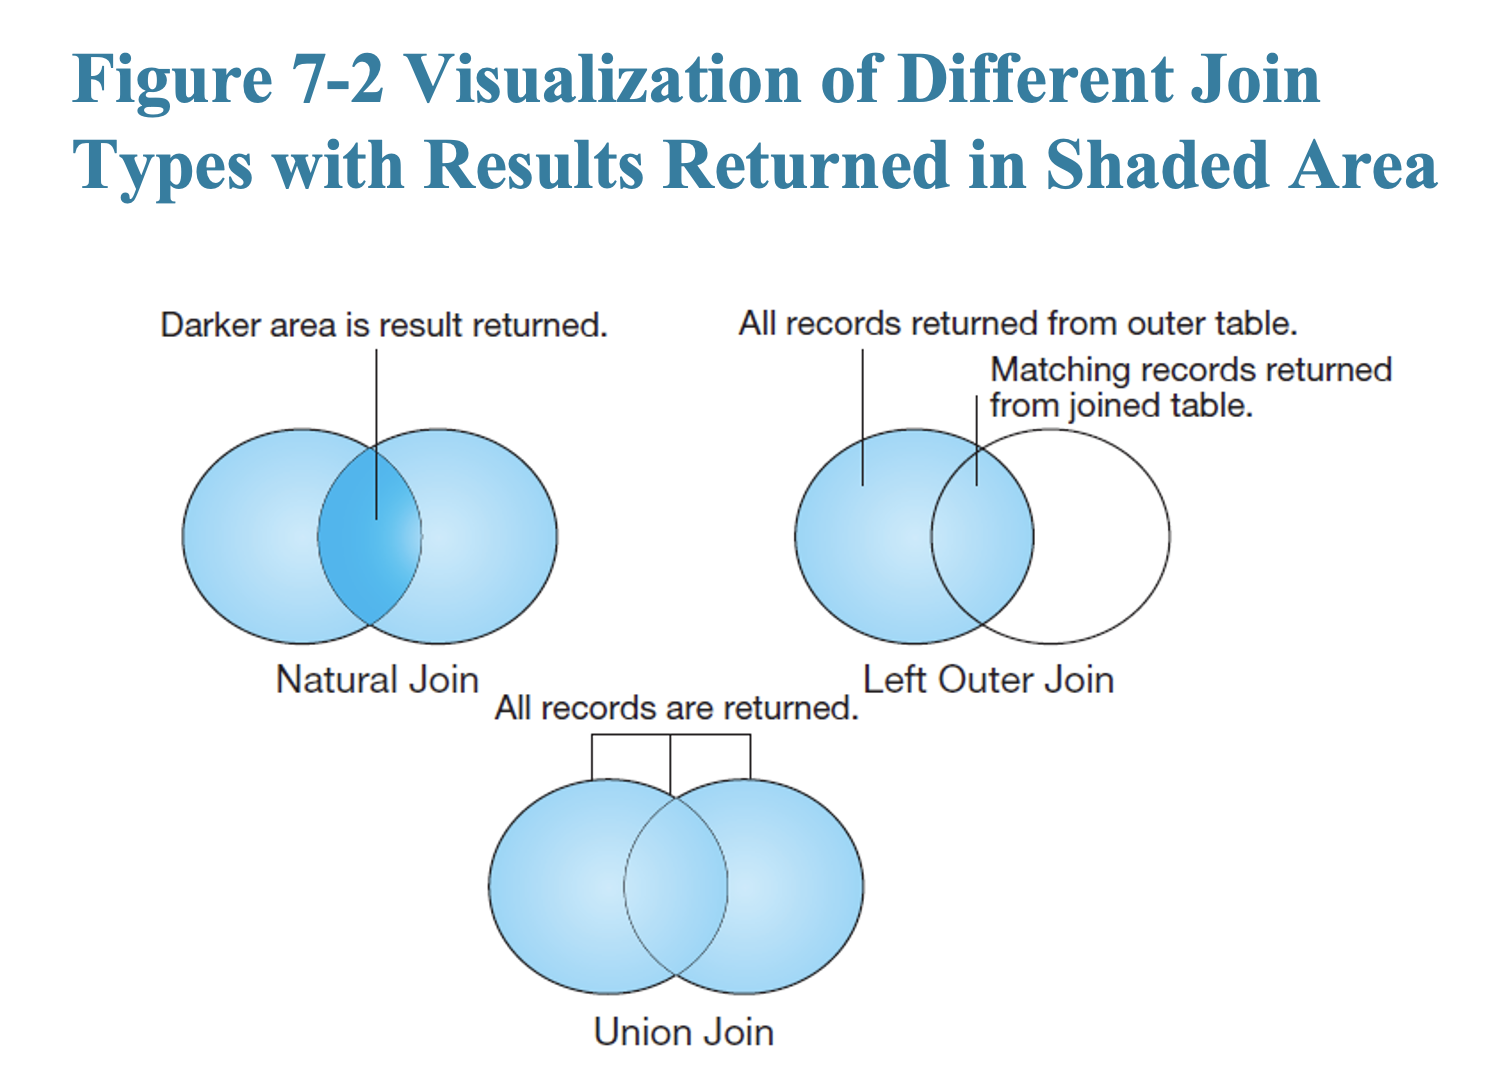 Figure 7-2 Visualization of Different Join
Types with Results Returned in Shaded Area
Darker area is result returned.
All records returned from outer table.
Matching records returned
from joined table.
Natural Join
Left Outer Join
All records are returned.
Union Join